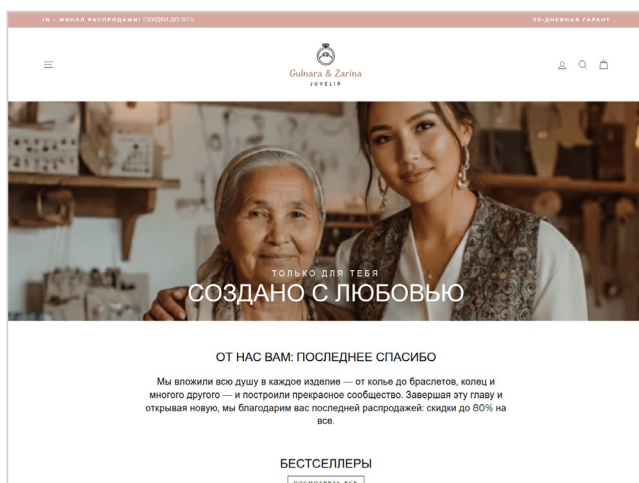 IR - ФИНАЛ РАСПРОДАЖИ! СКИДКИ ДО 80%
30-ДНЕВНАЯ ГАРАНТ
Gulnara & Zarina
JUVELIR
ТОЛЬКО ДЛЯ ТЕБЯ
СОЗДАНО С ЛЮБОВЬЮ
ОТ НАС ВАМ: ПОСЛЕДНЕЕ СПАСИБО
Мы вложили всю душу в каждое изделие — от колье до браслетов, колец и
многого другого — и построили прекрасное сообщество. Завершая эту главу и
открывая новую, мы благодарим вас последней распродажей: скидки до 80% на
все.
БЕСТСЕЛЛЕРЫ
ПОСМОТРЕТЬ ВСЕ